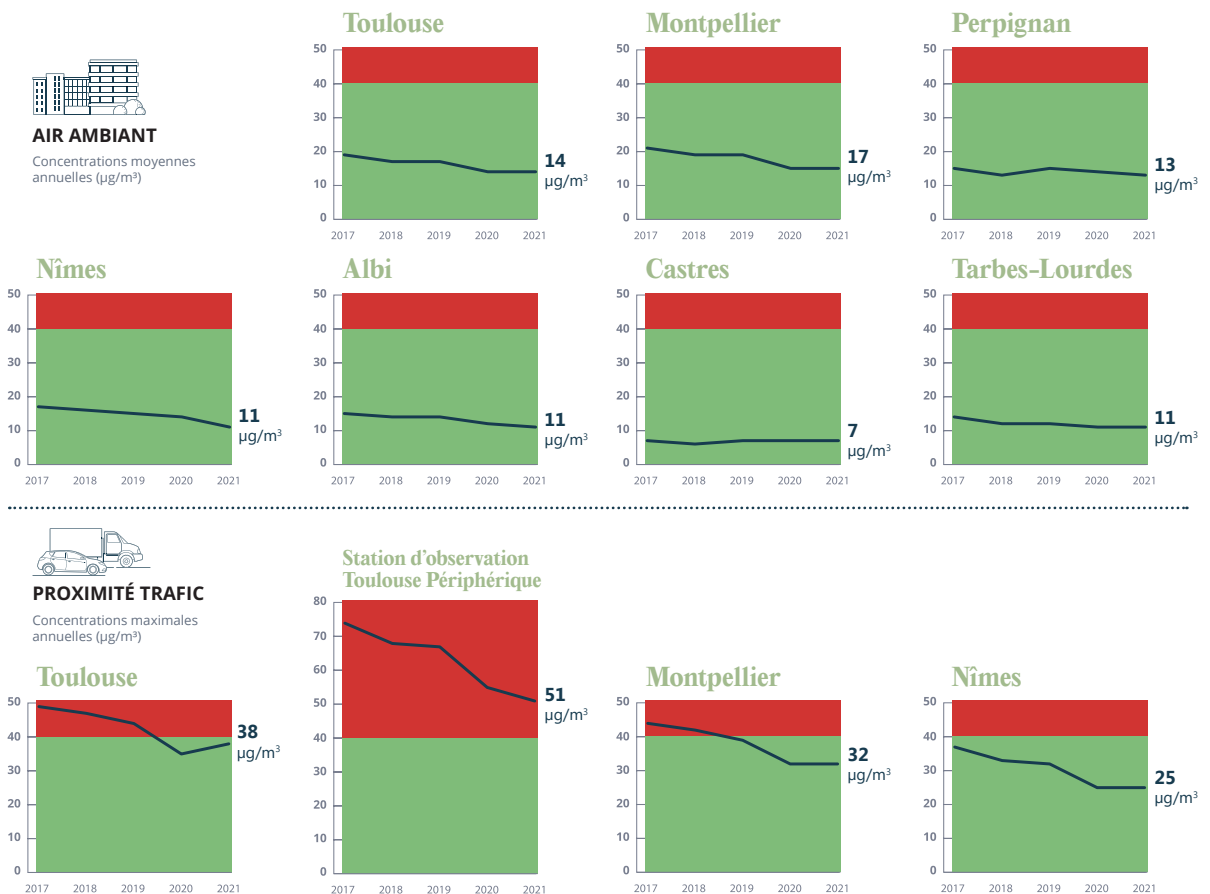 AIR AMBIANT
Concentrations moyennes
annuelles (µg/m³)
Toulouse
50
40
30
20
10
0
2017 2018 2019 2020 2021
14
µg/m³
Montpellier
50
40
30
20
10
0
2017 2018 2019 2020 2021
17
µg/m³
Perpignan
50
40
30
20
10
0
2017 2018 2019 2020 2021
13
µg/m³
Nîmes
50
40
30
20
10
0
2017 2018 2019 2020 2021
11
µg/m³
Albi
50
40
30
20
10
0
2017 2018 2019 2020 2021
11
µg/m³
Castres
50
40
30
20
10
0
2017 2018 2019 2020 2021
7
µg/m³
Tarbes-Lourdes
50
40
30
20
10
0
2017 2018 2019 2020 2021
11
µg/m³
PROXIMITÉ TRAFIC
Concentrations maximales
annuelles (µg/m³)
Toulouse
50
40
30
20
10
0
2017 2018 2019 2020 2021
38
µg/m³
Station d'observation
Toulouse Périphérique
80
70
60
50
40
30
20
10
0
2017 2018 2019 2020 2021
51
µg/m³
Montpellier
50
40
30
20
10
0
2017 2018 2019 2020 2021
32
µg/m³
Nîmes
50
40
30
20
10
0
2017 2018 2019 2020 2021
25
µg/m³